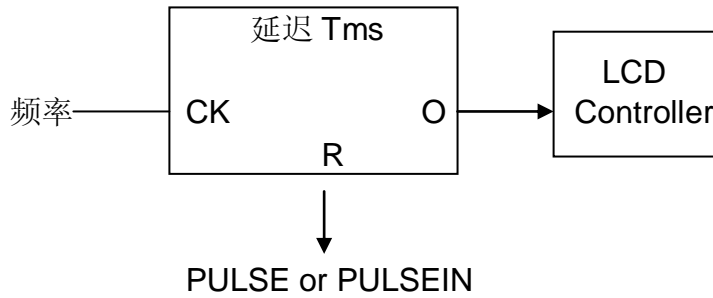 延迟 Tms
频率
CK
O
R
LCD
Controller
PULSE or PULSEIN